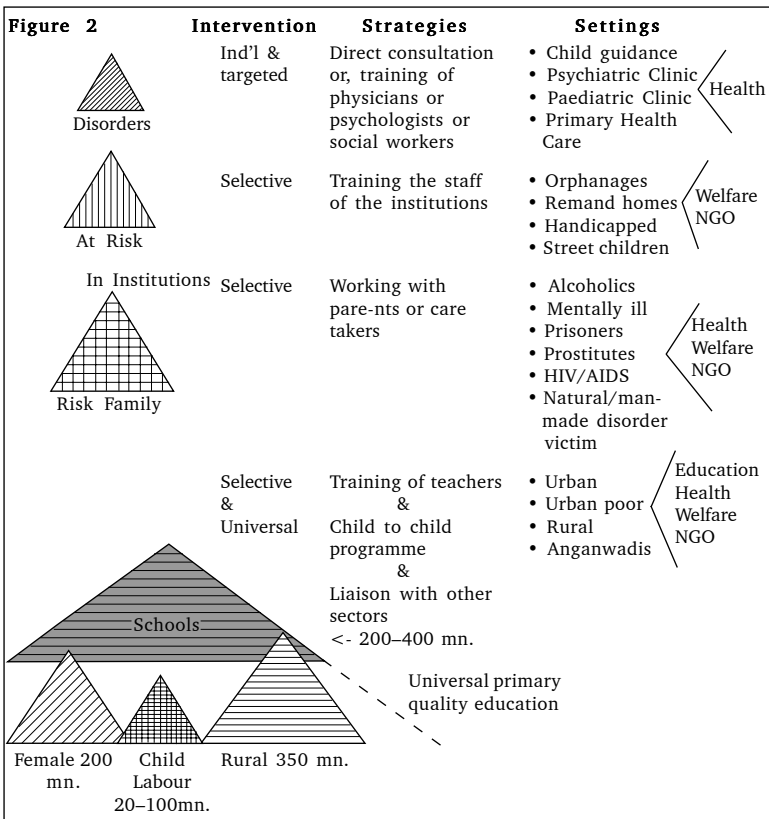 Figure 2 Intervention Strategies Settings
Ind'l &
targeted
Direct consultation
or, training of
physicians or
psychologists or
social workers
• Child guidance
• Psychiatric Clinic
• Paediatric Clinic
• Primary Health
Care
Health
Disorders
Selective
Training the staff
of the institutions
• Orphanages
• Remand homes
• Handicapped
• Street children
Welfare
NGO
At Risk
In Institutions
Selective
Working with
pare-nts or care
takers
• Alcoholics
• Mentally ill
• Prisoners
• Prostitutes
• HIV/AIDS
• Natural/man-
made disorder
victim
Health
Welfare
NGO
Risk Family
Selective
&
Universal
Training of teachers
&
Child to child
programme
&
Liaison with other
sectors
<- 200–400 mn.
• Urban
• Urban poor
• Rural
• Anganwadis
Education
Health
Welfare
NGO
Schools
Universal primary
quality education
Female 200
mn.
Child
Labour
20–100mn.
Rural 350 mn.